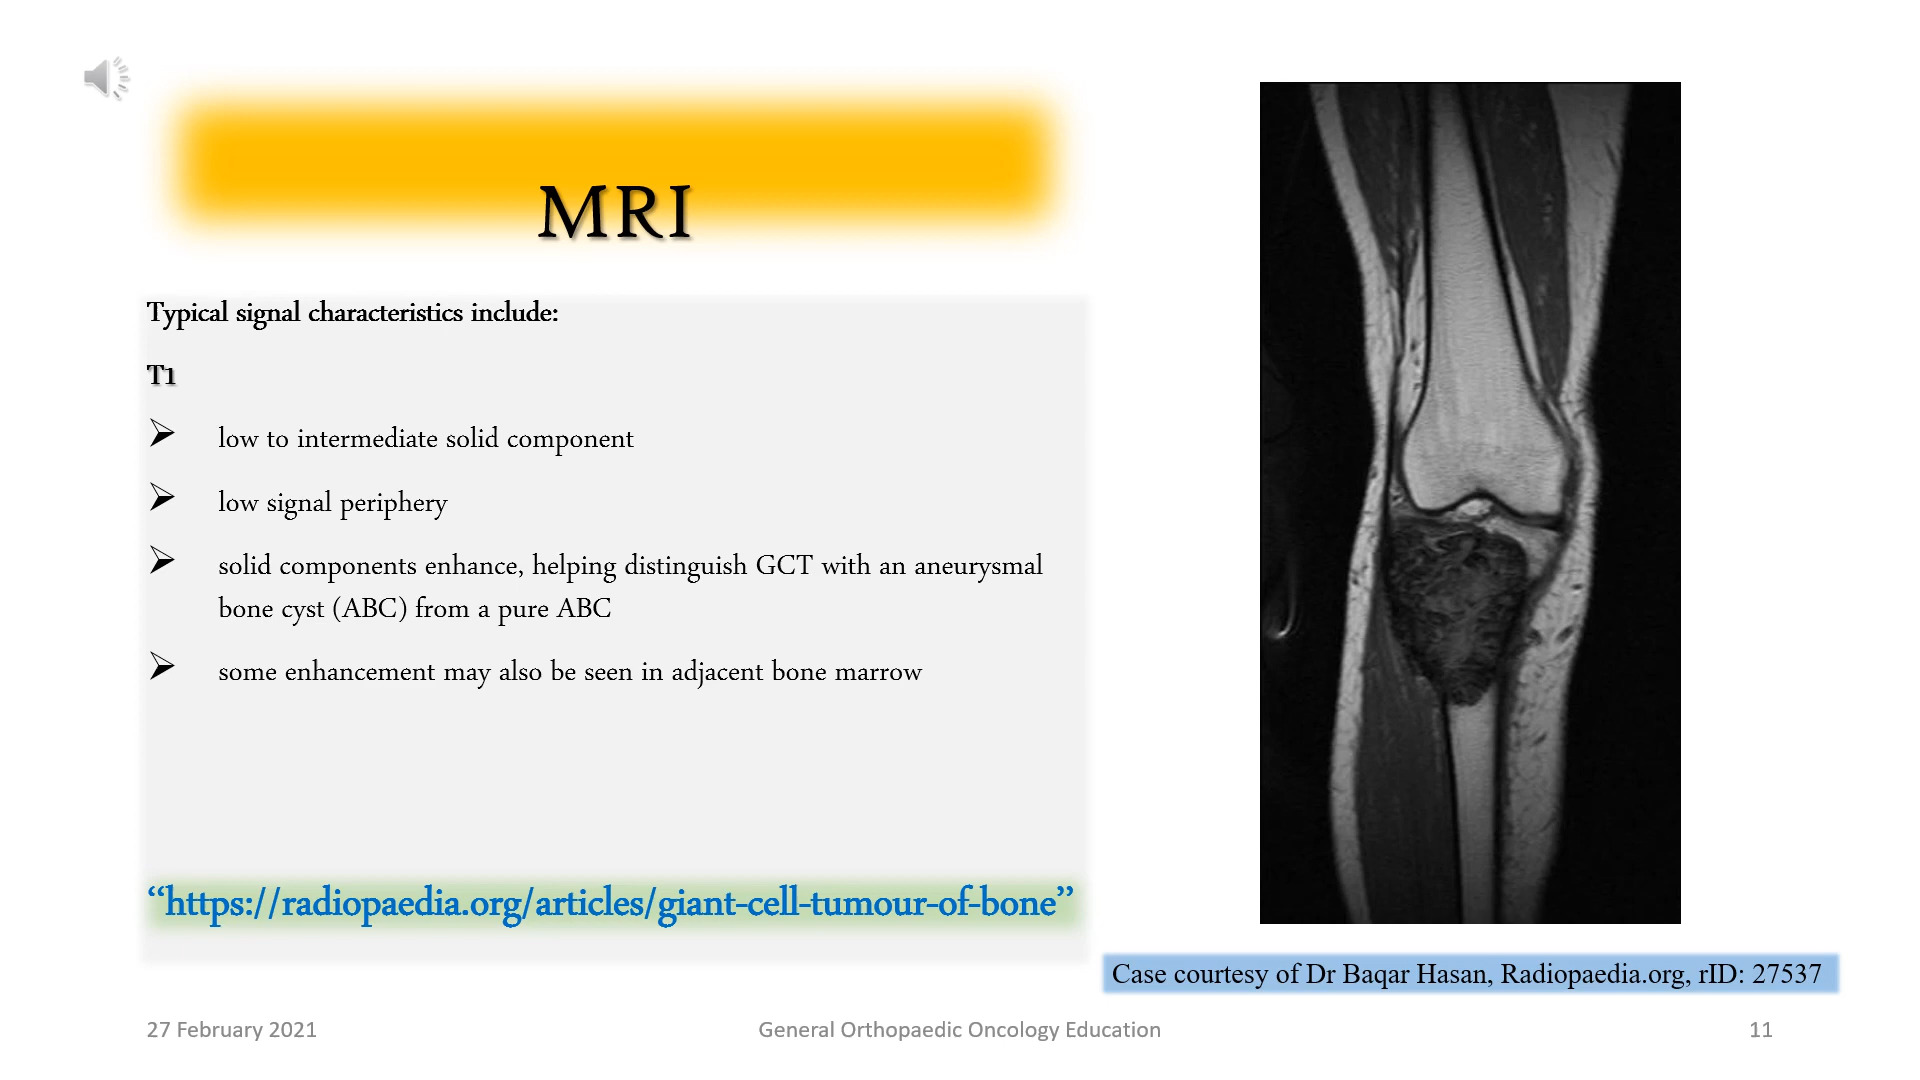 MRI
Typical signal characteristics include:
T1
low to intermediate solid component
low signal periphery
solid components enhance, helping distinguish GCT with an aneurysmal
bone cyst (ABC) from a pure ABC
some enhancement may also be seen in adjacent bone marrow
“https://radiopaedia.org/articles/giant-cell-tumour-of-bone”
Case courtesy of Dr Baqar Hasan, Radiopaedia.org, rID: 27537
27 February 2021
General Orthopaedic Oncology Education
11